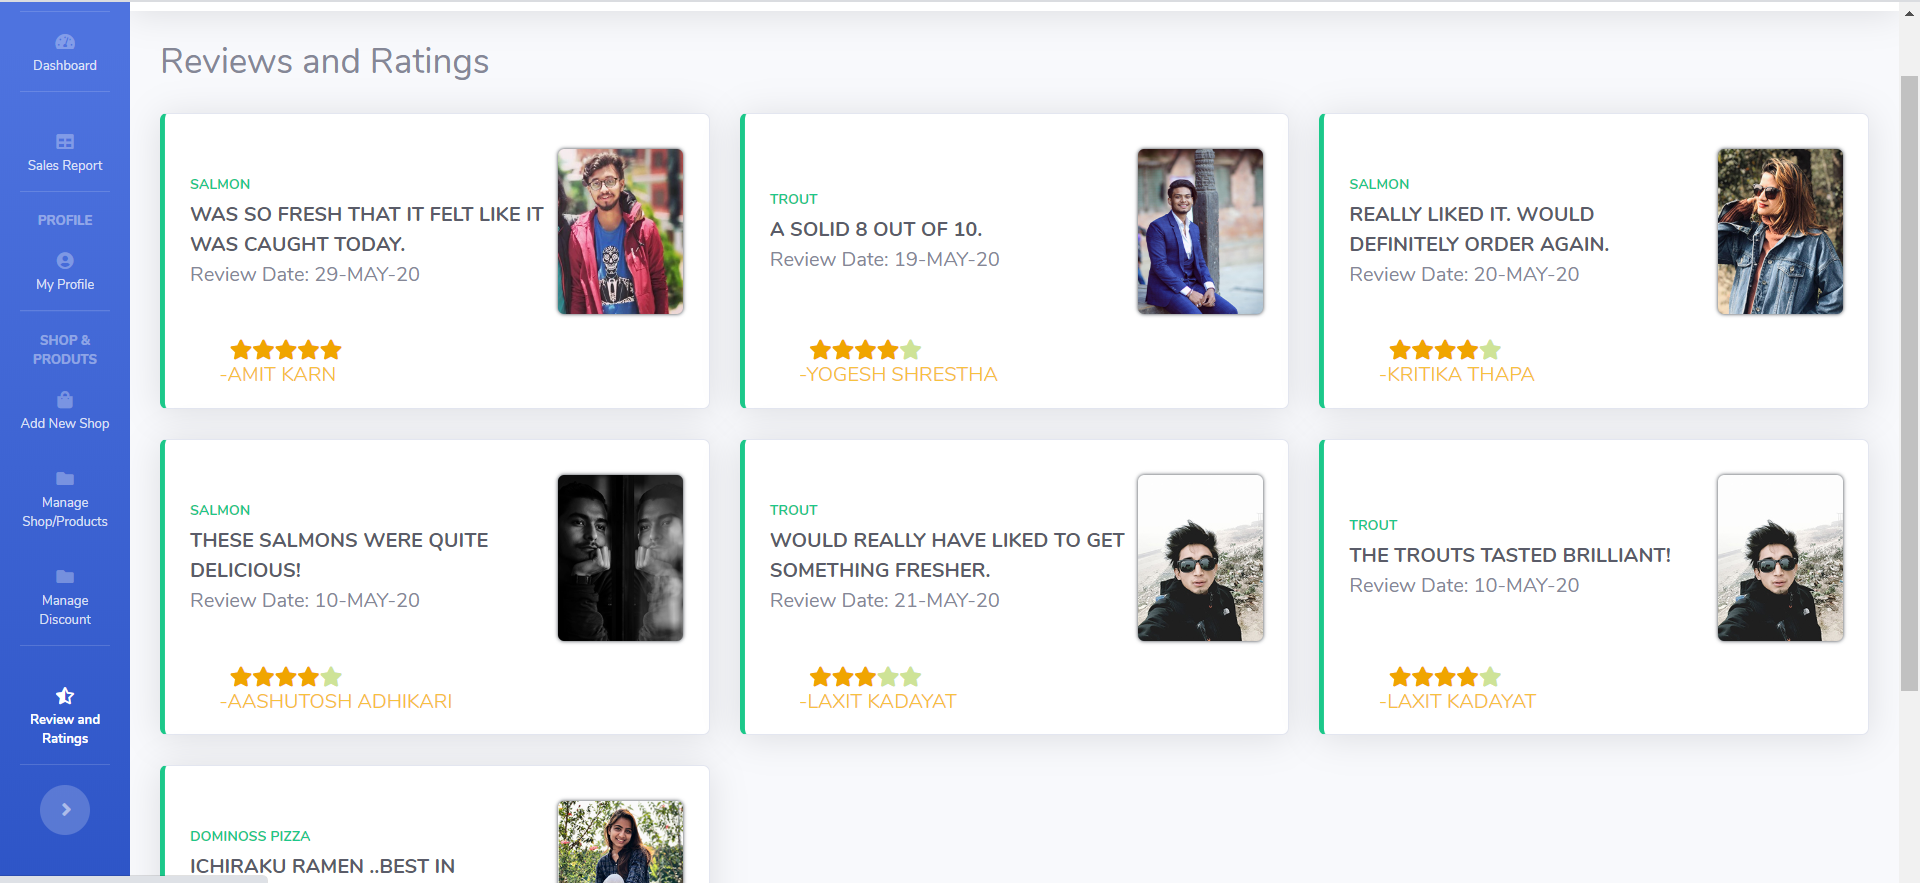 Dashboard
Sales Report
PROFILE
My Profile
SHOP &
PRODUTS
Add New Shop
Manage
Shop/Products
Manage
Discount
Review and
Ratings
Reviews and Ratings
SALMON
WAS SO FRESH THAT IT FELT LIKE IT
WAS CAUGHT TODAY.
Review Date: 29-MAY-20
-AMIT KARN
TROUT
A SOLID 8 OUT OF 10.
Review Date: 19-MAY-20
-YOGESH SHRESTHA
SALMON
REALLY LIKED IT. WOULD
DEFINITELY ORDER AGAIN.
Review Date: 20-MAY-20
-KRITIKA THAPA
SALMON
THESE SALMONS WERE QUITE
DELICIOUS!
Review Date: 10-MAY-20
-AASHUTOSH ADHIKARI
TROUT
WOULD REALLY HAVE LIKED TO GET
SOMETHING FRESHER.
Review Date: 21-MAY-20
-LAXIT KADAYAT
TROUT
THE TROUTS TASTED BRILLIANT!
Review Date: 10-MAY-20
-LAXIT KADAYAT
DOMINOSS PIZZA
ICHIRAKU RAMEN ..BEST IN